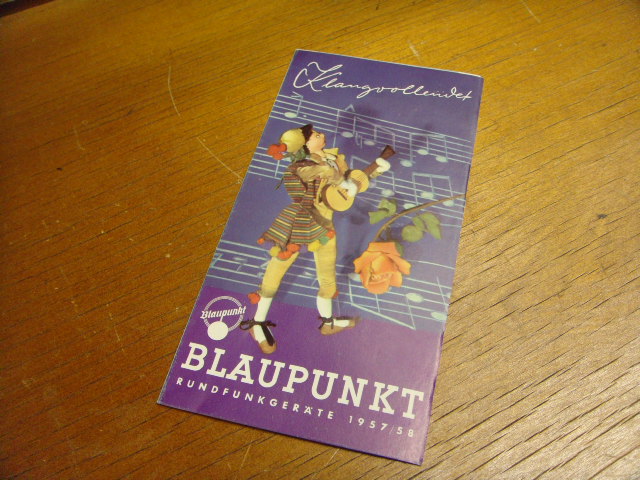 Klangvollendet
Blaupunkt
BLAUPUNKT
RUNDFUNKGERÄTE 1957/58